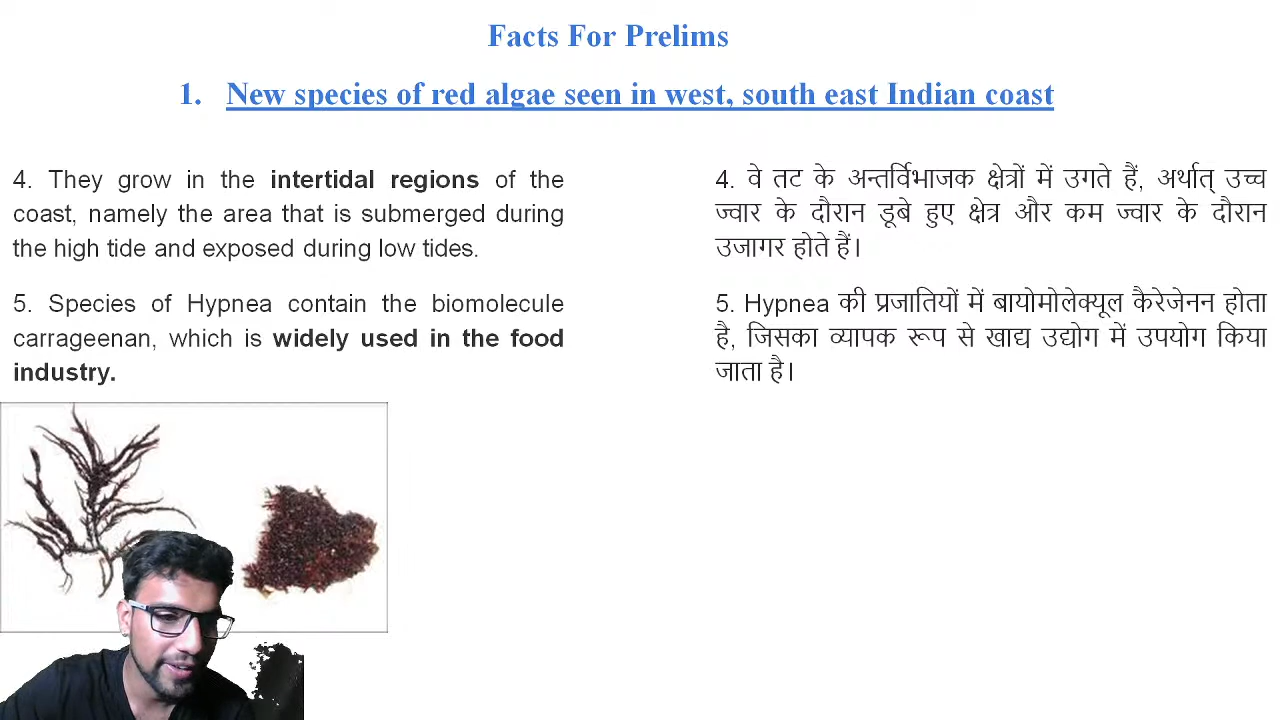 Facts For Prelims
1. New species of red algae seen in west, south east Indian coast
4. They grow in the intertidal regions of the
coast, namely the area that is submerged during
the high tide and exposed during low tides.
5. Species of Hypnea contain the biomolecule
carrageenan, which is widely used in the food
industry.
4. वे तट के अन्तर्विभाजक क्षेत्रों में उगते हैं, अर्थात् उच्च
ज्वार के दौरान डूबे हुए क्षेत्र और कम ज्वार के दौरान
उजागर होते हैं।
5. Hypnea की प्रजातियों में बायोमोलेक्यूल कैरेजेनन होता
है, जिसका व्यापक रूप से खाद्य उद्योग में उपयोग किया
जाता है।